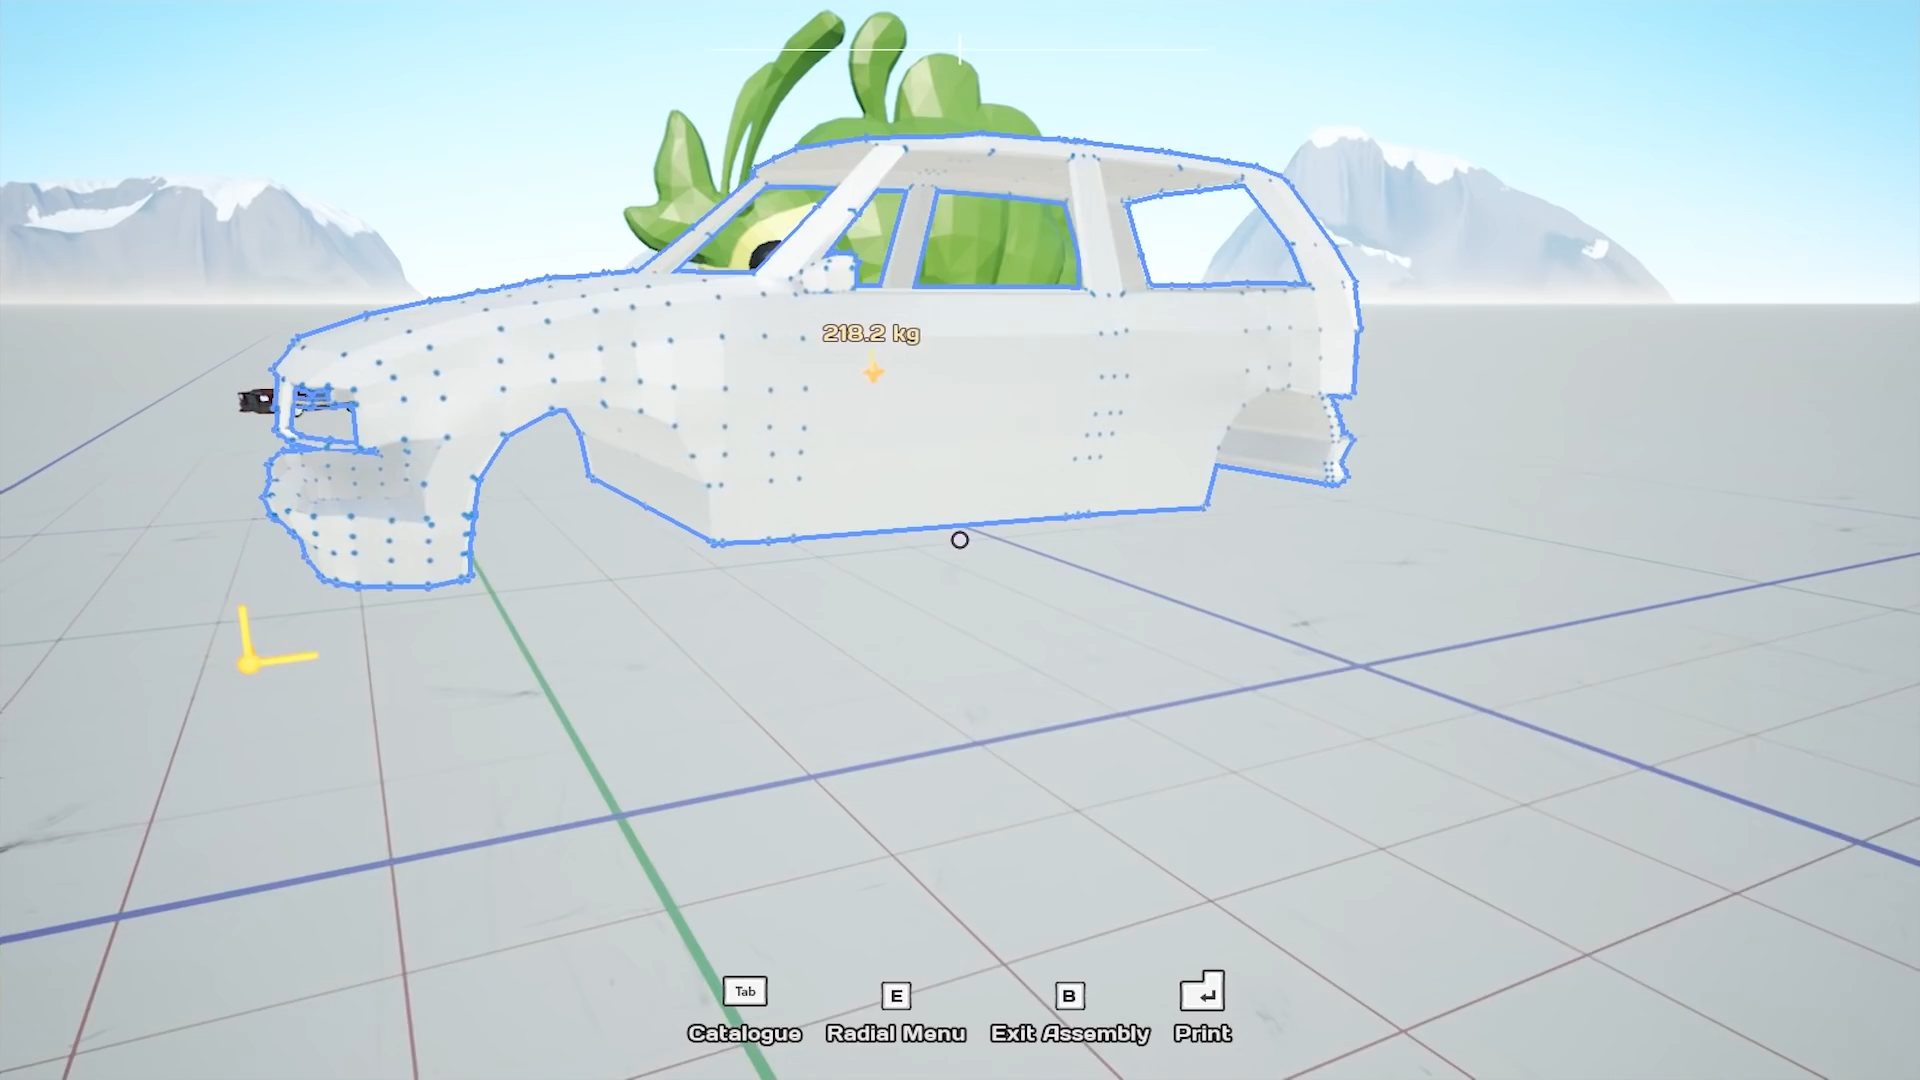 218.2 kg
Tab
E
B
Catalogue
Radial Menu
Exit Assembly
Print